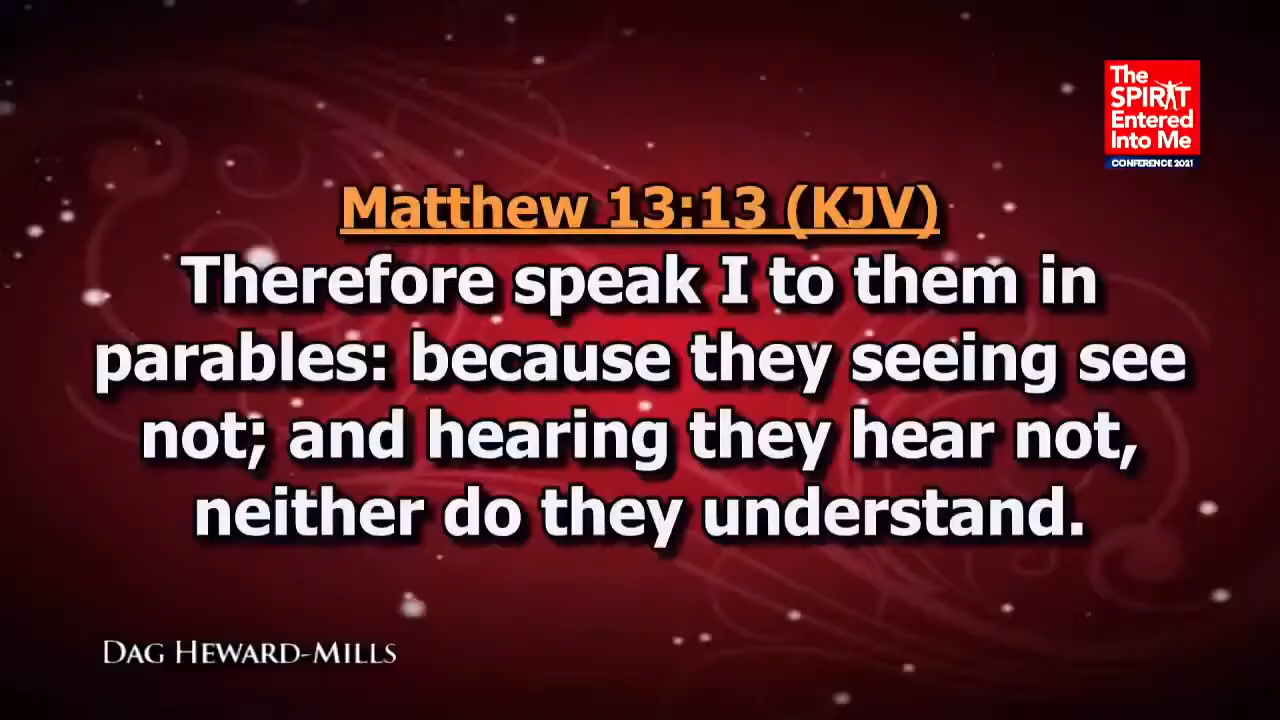 The
SPIRIT
Entered
Into Me
CONFERENCE 2021
Matthew 13:13 (KJV)
Therefore speak I to them in
parables: because they seeing see
not; and hearing they hear not,
neither do they understand.
DAG HEWARD-MILLS